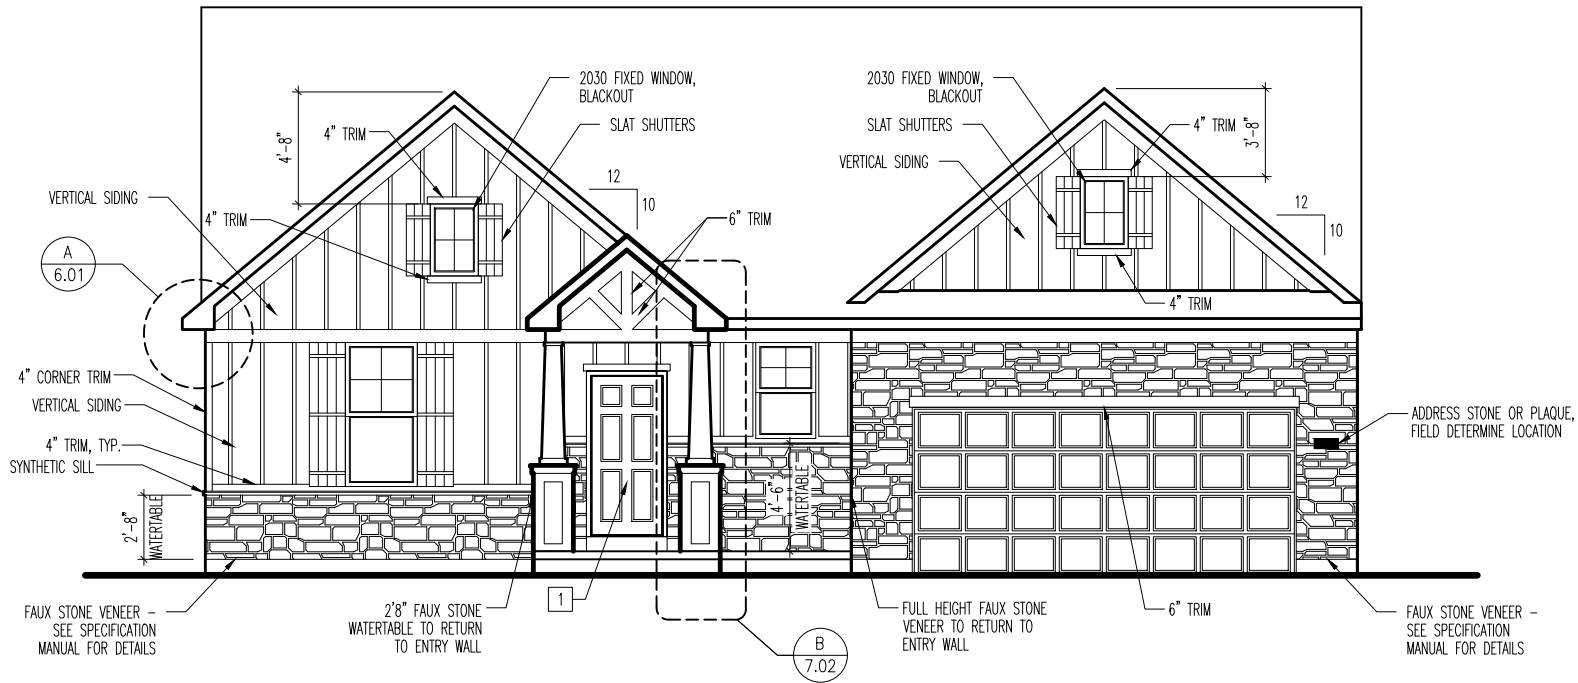 2030 FIXED WINDOW,
BLACKOUT
2030 FIXED WINDOW,
BLACKOUT
4" TRIM
SLAT SHUTTERS
SLAT SHUTTERS
4" TRIM
4'-8"
3'-8"
VERTICAL SIDING
12
10
VERTICAL SIDING
4" TRIM
6" TRIM
12
10
A
6.01
4" TRIM
4" CORNER TRIM
VERTICAL SIDING
4" TRIM, TYP.
SYNTHETIC SILL
ADDRESS STONE OR PLAQUE,
FIELD DETERMINE LOCATION
2'-8"
WATERTABLE
4'-6"
WATERTABLE
1
FAUX STONE VENEER -
SEE SPECIFICATION
MANUAL FOR DETAILS
2'8" FAUX STONE
WATERTABLE TO RETURN
TO ENTRY WALL
B
7.02
FULL HEIGHT FAUX STONE
VENEER TO RETURN TO
ENTRY WALL
6" TRIM
FAUX STONE VENEER -
SEE SPECIFICATION
MANUAL FOR DETAILS